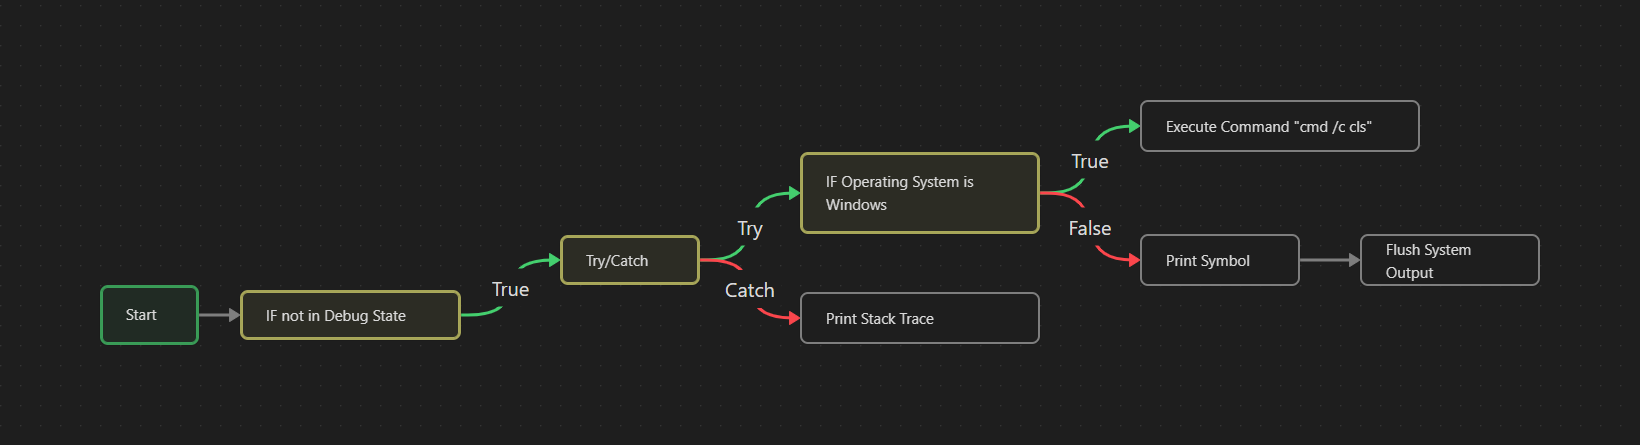 Start
IF not in Debug State
True
Try/Catch
Try
Catch
IF Operating System is
Windows
Print Stack Trace
True
False
Execute Command "cmd /c cls"
Print Symbol
Flush System
Output